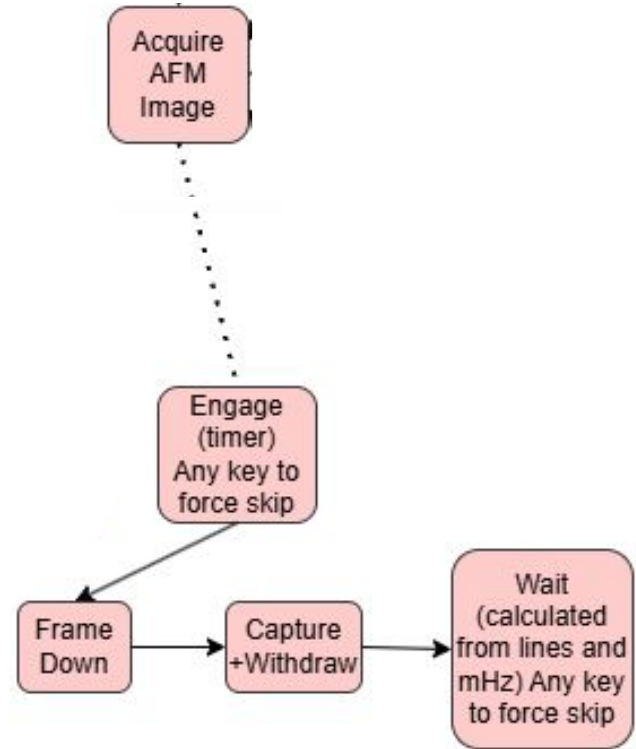 Acquire
AFM
Image
Engage
(timer)
Any key to
force skip
Frame
Down
Capture
+Withdraw
Wait
(calculated
from lines and
mHz) Any key
to force skip